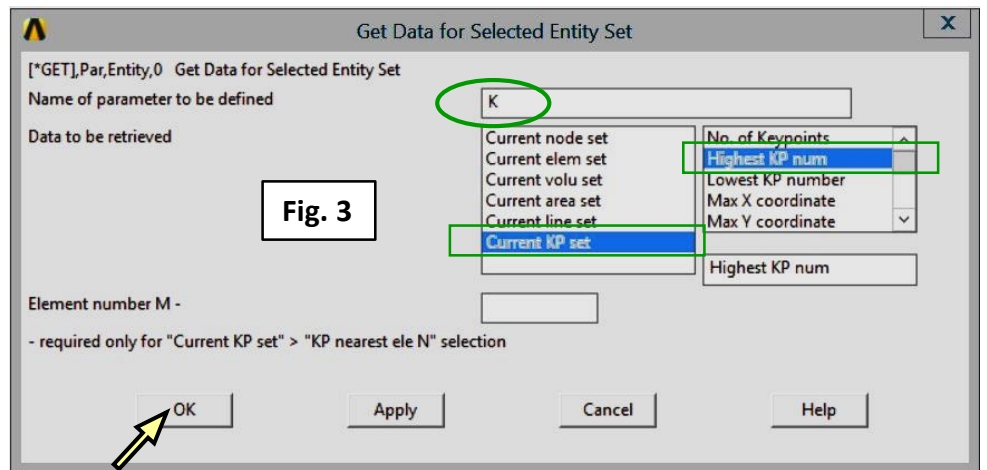 Get Data for Selected Entity Set
X
[*GET],Par,Entity,0 Get Data for Selected Entity Set
Name of parameter to be defined
K
Data to be retrieved
Current node set
Current elem set
Current volu set
Current area set
Current line set
Current KP set
No. of Keypoints
Highest KP num
Lowest KP number
Max X coordinate
Max Y coordinate
Highest KP num
Fig. 3
Element number M -
- required only for "Current KP set" > "KP nearest ele N" selection
OK
Apply
Cancel
Help